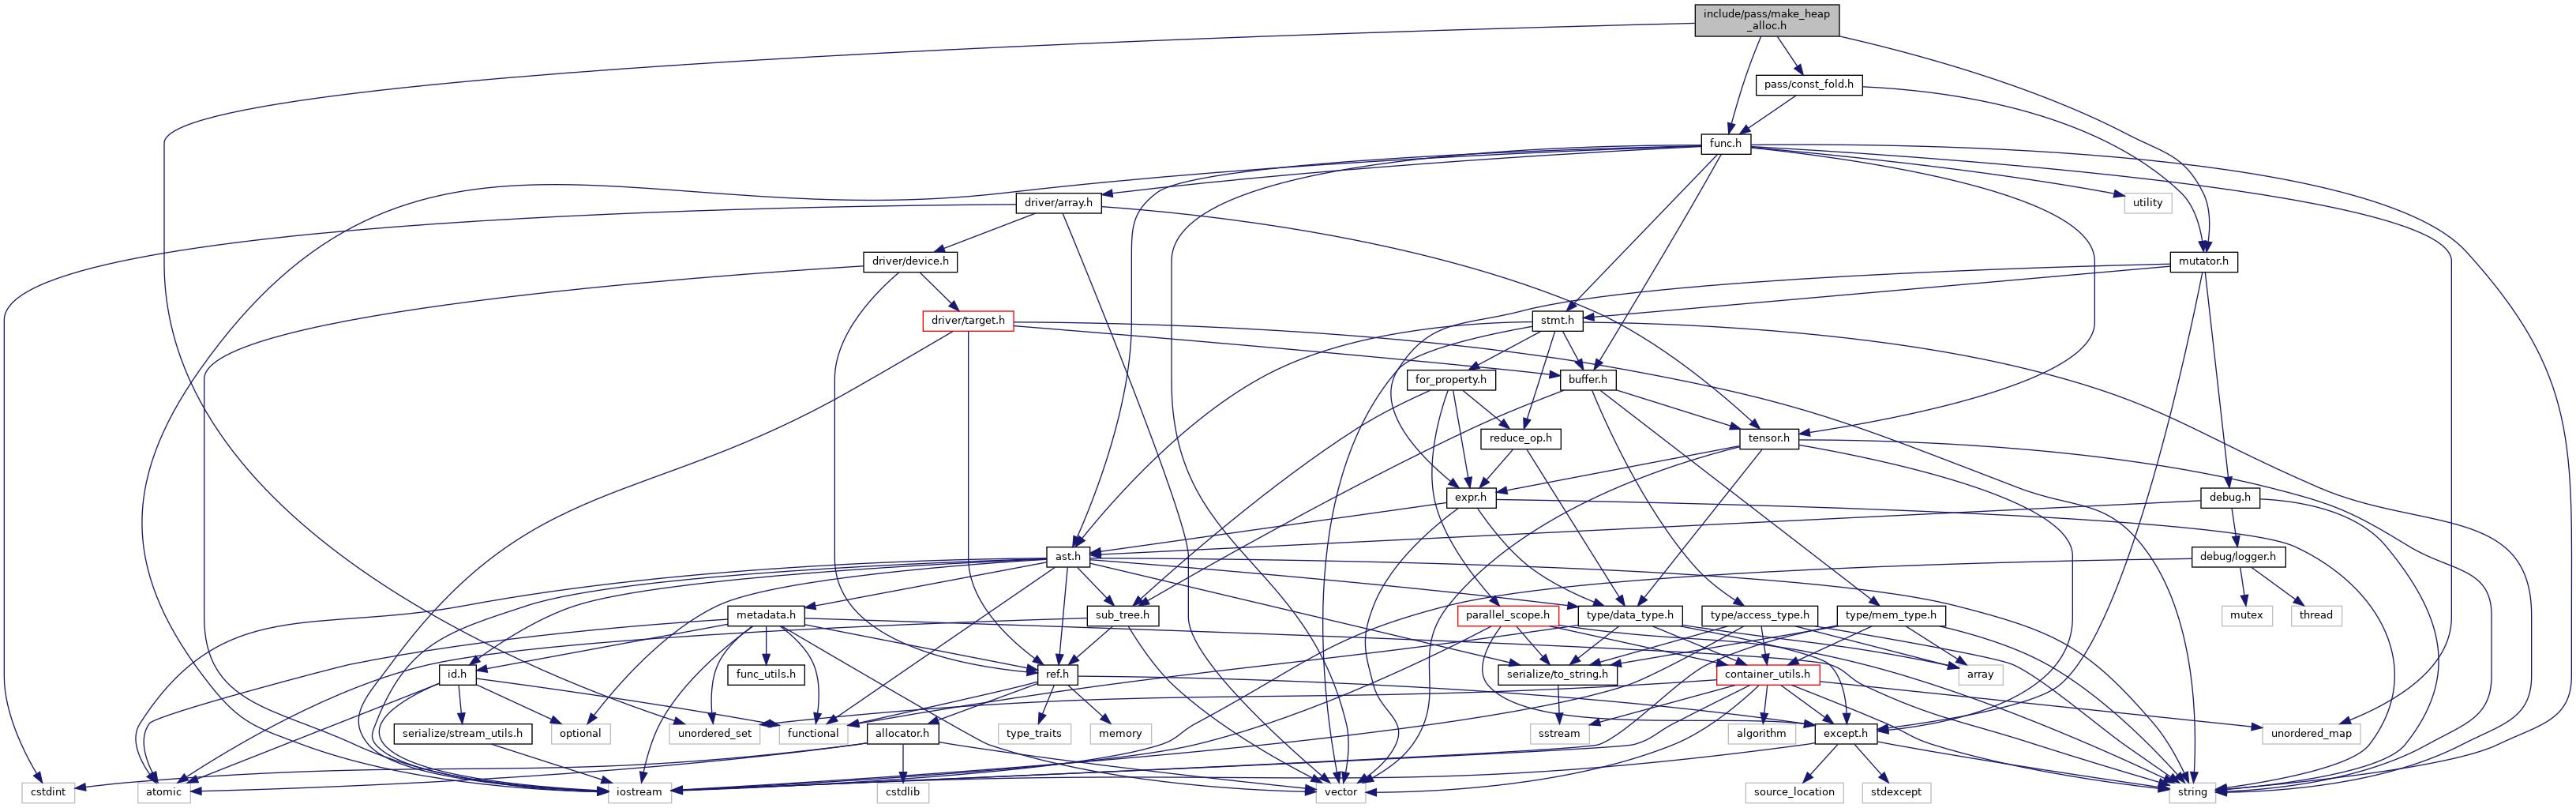 include/pass/make_heap
_alloc.h
pass/const_fold.h
func.h
driver/array.h
utility
driver/device.h
mutator.h
driver/target.h
stmt.h
for_property.h
buffer.h
reduce_op.h
tensor.h
expr.h
debug.h
ast.h
debug/logger.h
metadata.h
sub_tree.h
parallel_scope.h
type/data_type.h
type/access_type.h
type/mem_type.h
mutex
thread
id.h
func_utils.h
ref.h
serialize/to_string.h
container_utils.h
array
serialize/stream_utils.h
optional
unordered_set
functional
allocator.h
type_traits
memory
sstream
algorithm
except.h
unordered_map
cstdint
atomic
iostream
cstdlib
vector
source_location
stdexcept
string